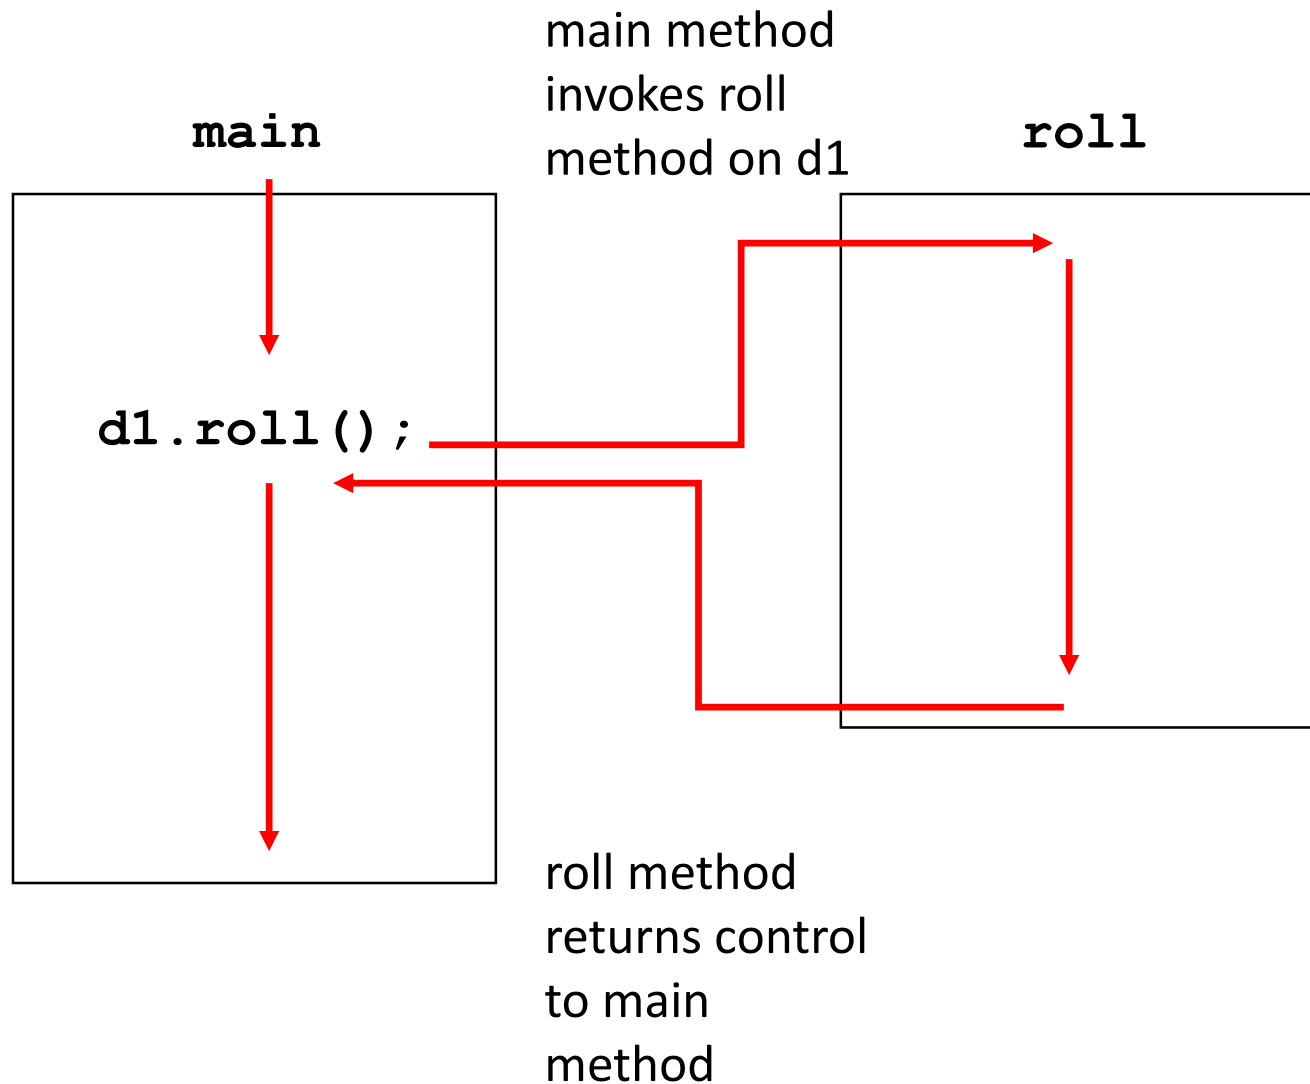 main method
invokes roll
method on d1
main
roll
d1.roll();
roll method
returns control
to main
method